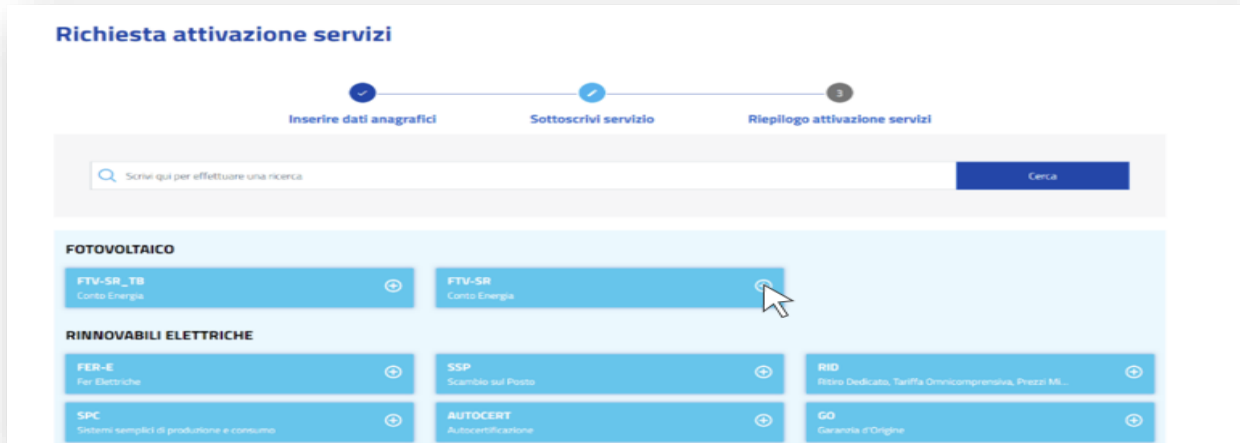 Richiesta attivazione servizi
3
Inserire dati anagrafici Sottoscrivi servizio Riepilogo attivazione servizi
Scrivi qui per effettuare una ricerca Cerca
FOTOVOLTAICO
FTV-SR_TB FTV-SR
Conto Energia Conto Energia
RINNOVABILI ELETTRICHE
FER-E SSP RID
Fer Elettriche Scambio sul Posto Ritiro Dedicato, Tariffa Omnicomprensiva, Prezzi Mi...
SPC AUTOCERT GO
Sistemi semplici di produzione e consumo Autocertificazione Garanzia d'Origine